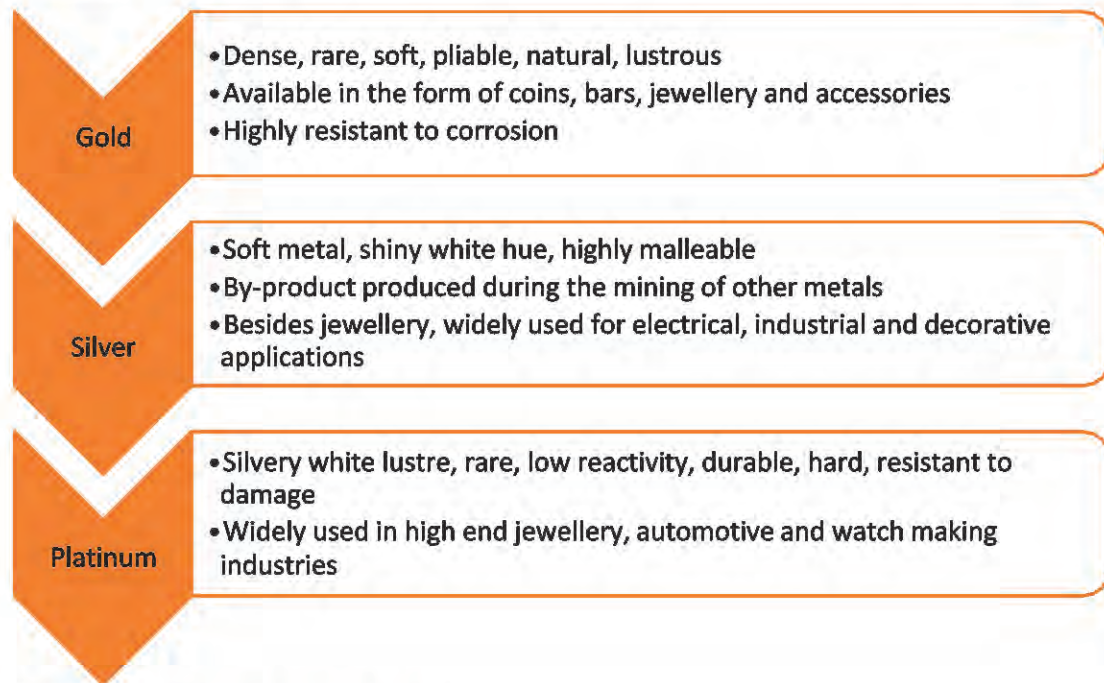 Gold
•Dense, rare, soft, pliable, natural, lustrous
•Available in the form of coins, bars, jewellery and accessories
•Highly resistant to corrosion
Silver
•Soft metal, shiny white hue, highly malleable
•By-product produced during the mining of other metals
•Besides jewellery, widely used for electrical, industrial and decorative
applications
Platinum
•Silvery white lustre, rare, low reactivity, durable, hard, resistant to
damage
•Widely used in high end jewellery, automotive and watch making
industries